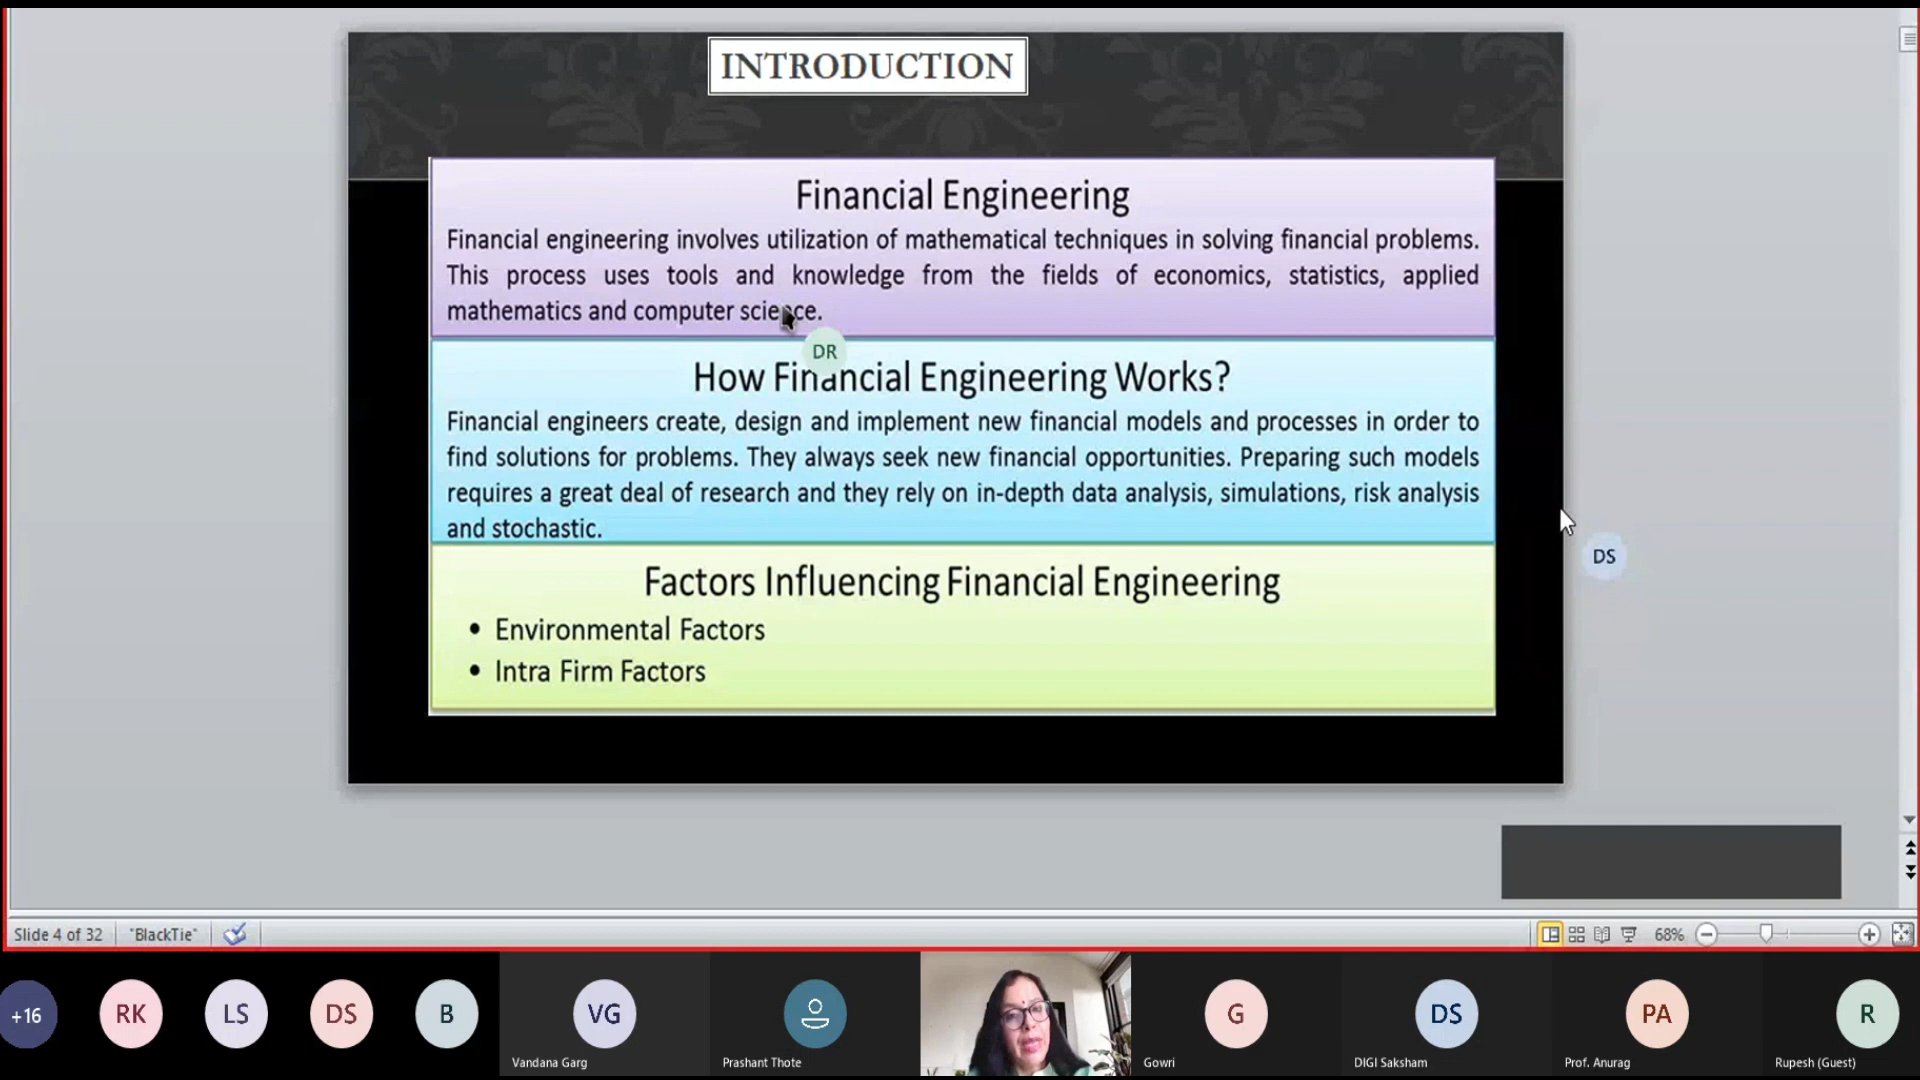 INTRODUCTION
Financial Engineering
Financial engineering involves utilization of mathematical techniques in solving financial problems.
This process uses tools and knowledge from the fields of economics, statistics, applied
mathematics and computer science.
DR
How Financial Engineering Works?
Financial engineers create, design and implement new financial models and processes in order to
find solutions for problems. They always seek new financial opportunities. Preparing such models
requires a great deal of research and they rely on in-depth data analysis, simulations, risk analysis
and stochastic.
DS
Factors Influencing Financial Engineering
• Environmental Factors
• Intra Firm Factors
Slide 4 of 32 "BlackTie" 68%
+16 RK LS DS B VG G DS PA R
Vandana Garg Prashant Thote Gowri DIGI Saksham Prof. Anurag Rupesh (Guest)